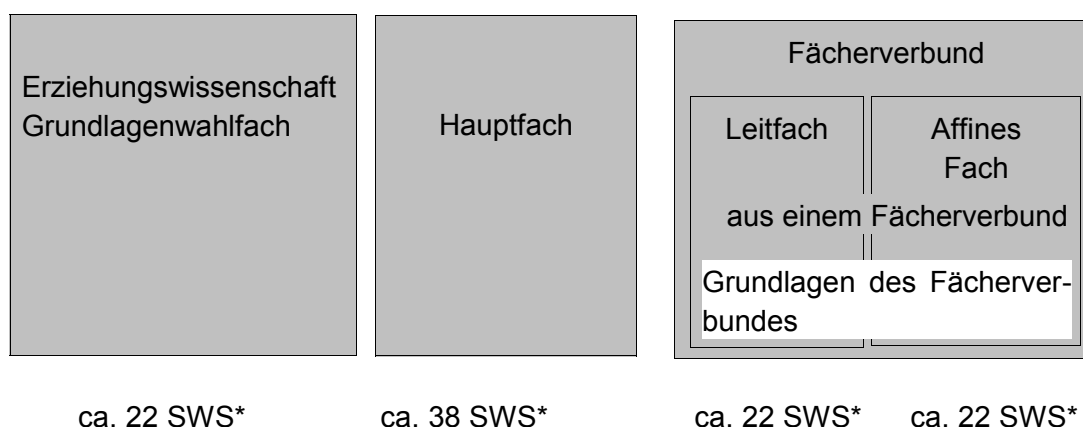 Erziehungswissenschaft
Grundlagenwahlfach
Hauptfach
Fächerverbund
Leitfach
Affines
Fach
aus einem Fächerverbund
Grundlagen des Fächerver-
bundes
ca. 22 SWS*
ca. 38 SWS*
ca. 22 SWS*
ca. 22 SWS*